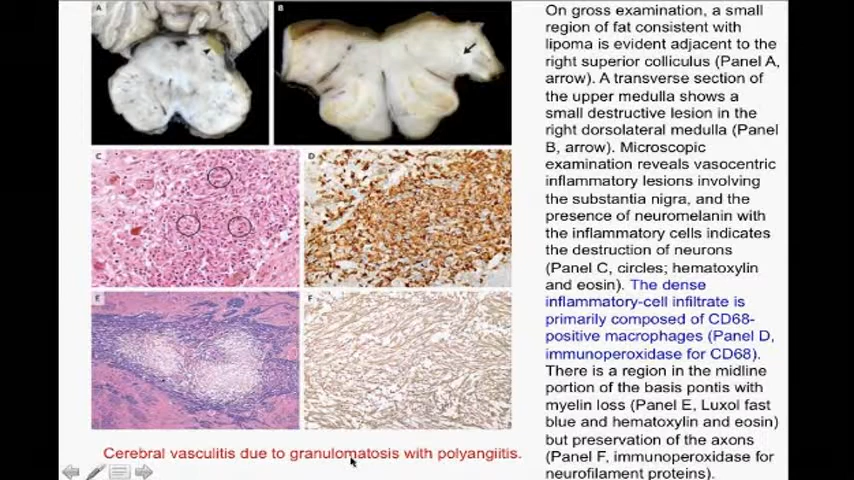 A
B
C
D
E
F
Cerebral vasculitis due to granulomatosis with polyangiitis.
On gross examination, a small
region of fat consistent with
lipoma is evident adjacent to the
right superior colliculus (Panel A,
arrow). A transverse section of
the upper medulla shows a
small destructive lesion in the
right dorsolateral medulla (Panel
B, arrow). Microscopic
examination reveals vasocentric
inflammatory lesions involving
the substantia nigra, and the
presence of neuromelanin with
the inflammatory cells indicates
the destruction of neurons
(Panel C, circles; hematoxylin
and eosin). The dense
inflammatory-cell infiltrate is
primarily composed of CD68-
positive macrophages (Panel D,
immunoperoxidase for CD68).
There is a region in the midline
portion of the basis pontis with
myelin loss (Panel E, Luxol fast
blue and hematoxylin and eosin)
but preservation of the axons
(Panel F, immunoperoxidase for
neurofilament proteins).